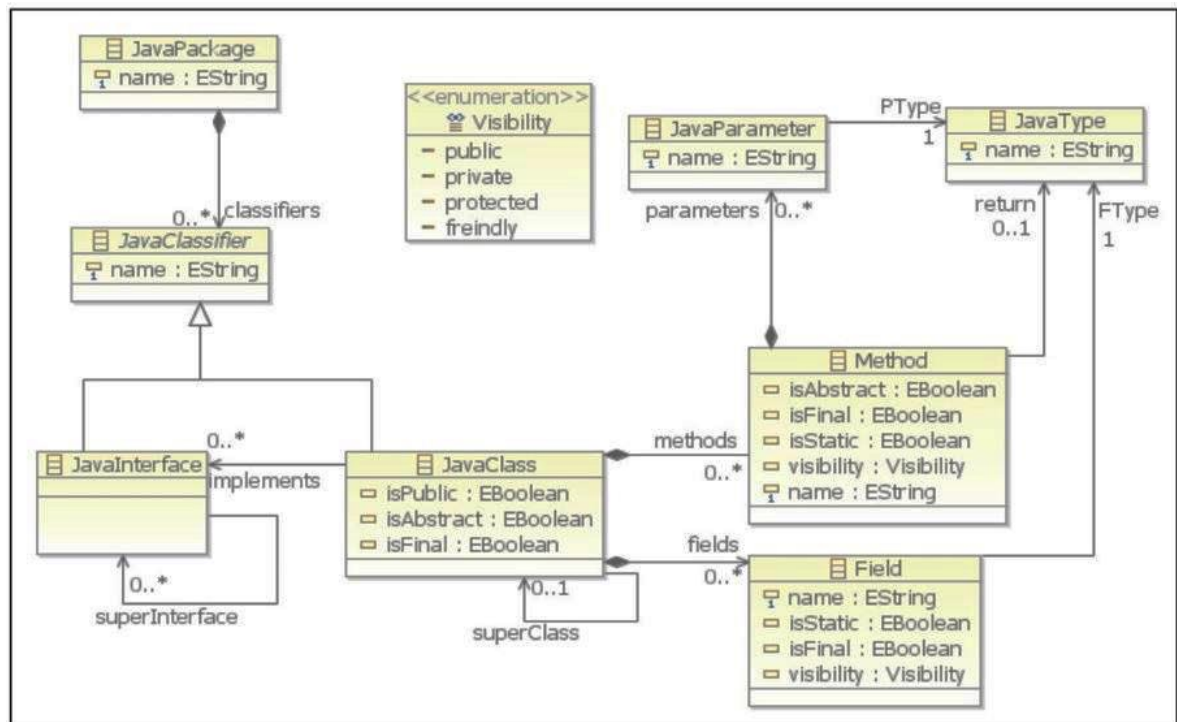 JavaPackage
name : EString
classifiers
0..*
JavaClassifier
name : EString
<<enumeration>>
Visibility
public
private
protected
freindly
JavaParameter
name : EString
PType
1
JavaType
name : EString
parameters
0..*
return
0..1
FType
1
Method
isAbstract : EBoolean
isFinal : EBoolean
isStatic : EBoolean
visibility : Visibility
name : EString
0..*
implements
JavaInterface
0..*
superInterface
JavaClass
isPublic : EBoolean
isAbstract : EBoolean
isFinal : EBoolean
methods
0..*
fields
0..*
0..1
superClass
Field
name : EString
isStatic : EBoolean
isFinal : EBoolean
visibility : Visibility